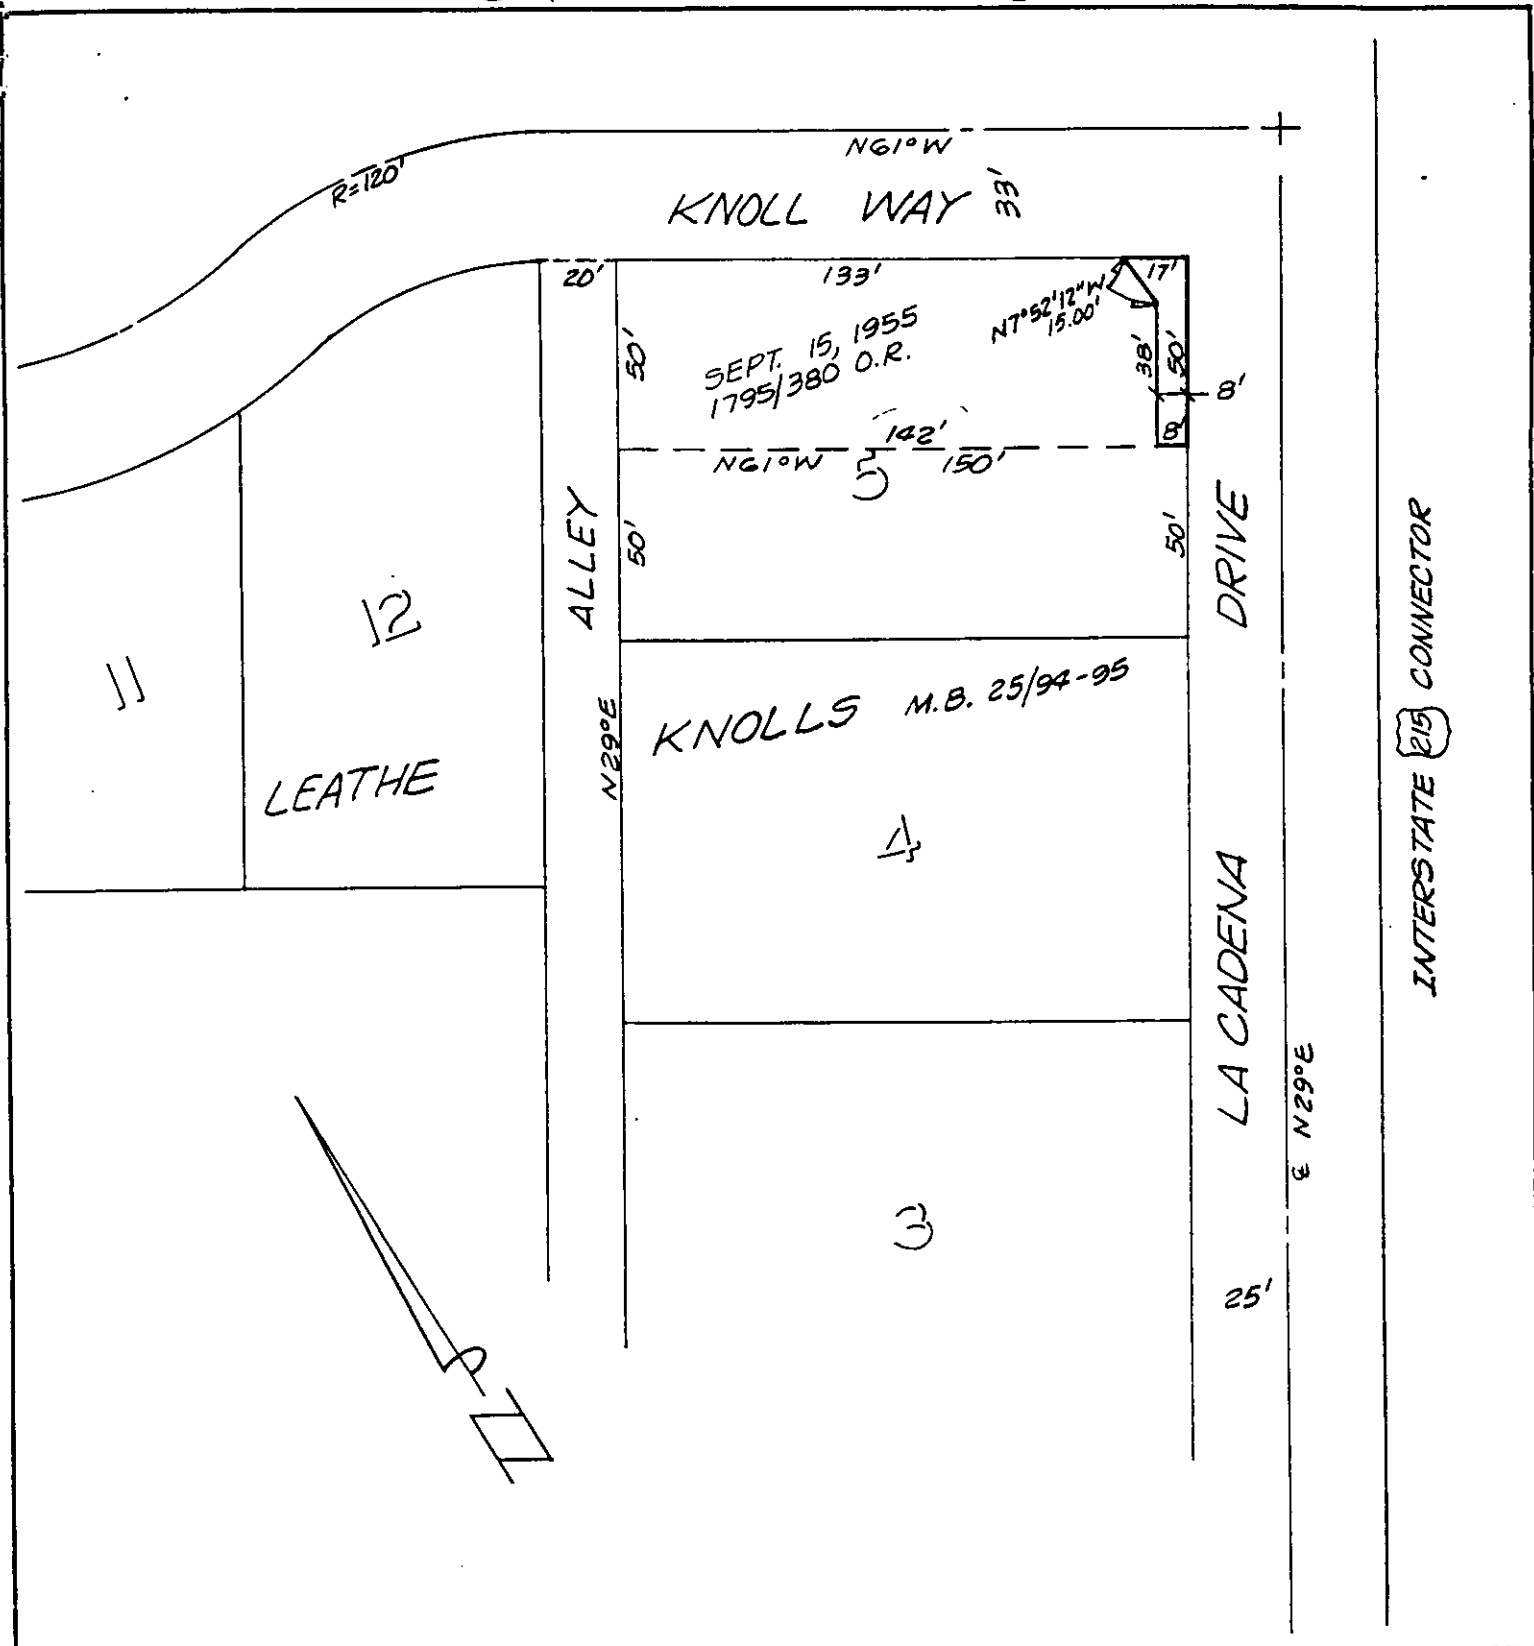 N61°W
R=120'
KNOLL WAY 33'
20'
133'
17'
N7°52'12"W
15.00'
SEPT. 15, 1955
1795/380 O.R.
50'
38'
50'
8'
8'
142'
N61°W
150'
5
50'
50'
ALLEY
N29°E
12
11
LEATHE
KNOLLS M.B. 25/94-95
4
3
LA CADENA DRIVE
℄ N29°E
25'
INTERSTATE 215 CONNECTOR
N